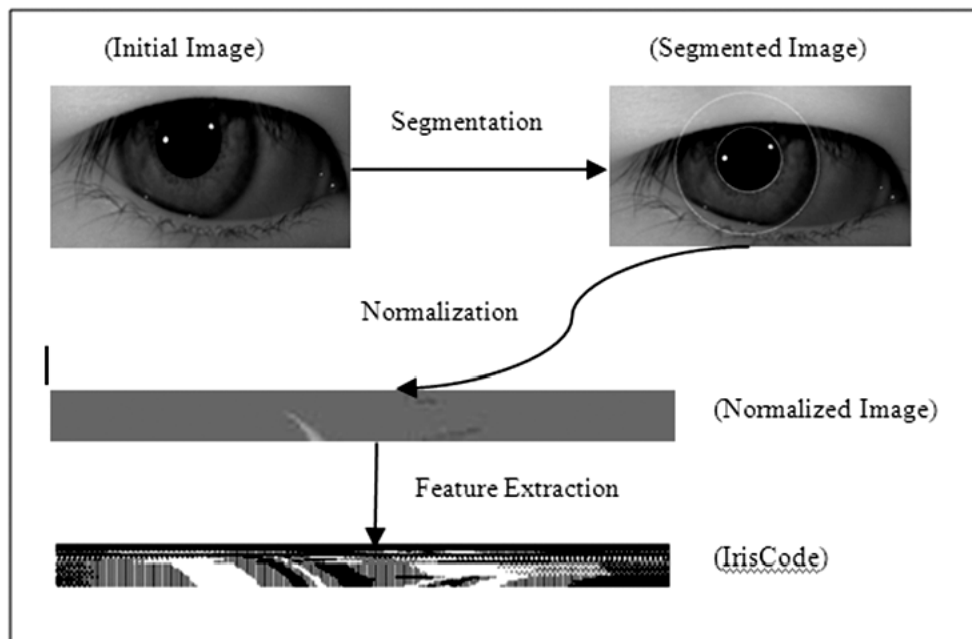 (Initial Image)
(Segmented Image)
Segmentation
Normalization
(Normalized Image)
Feature Extraction
(IrisCode)